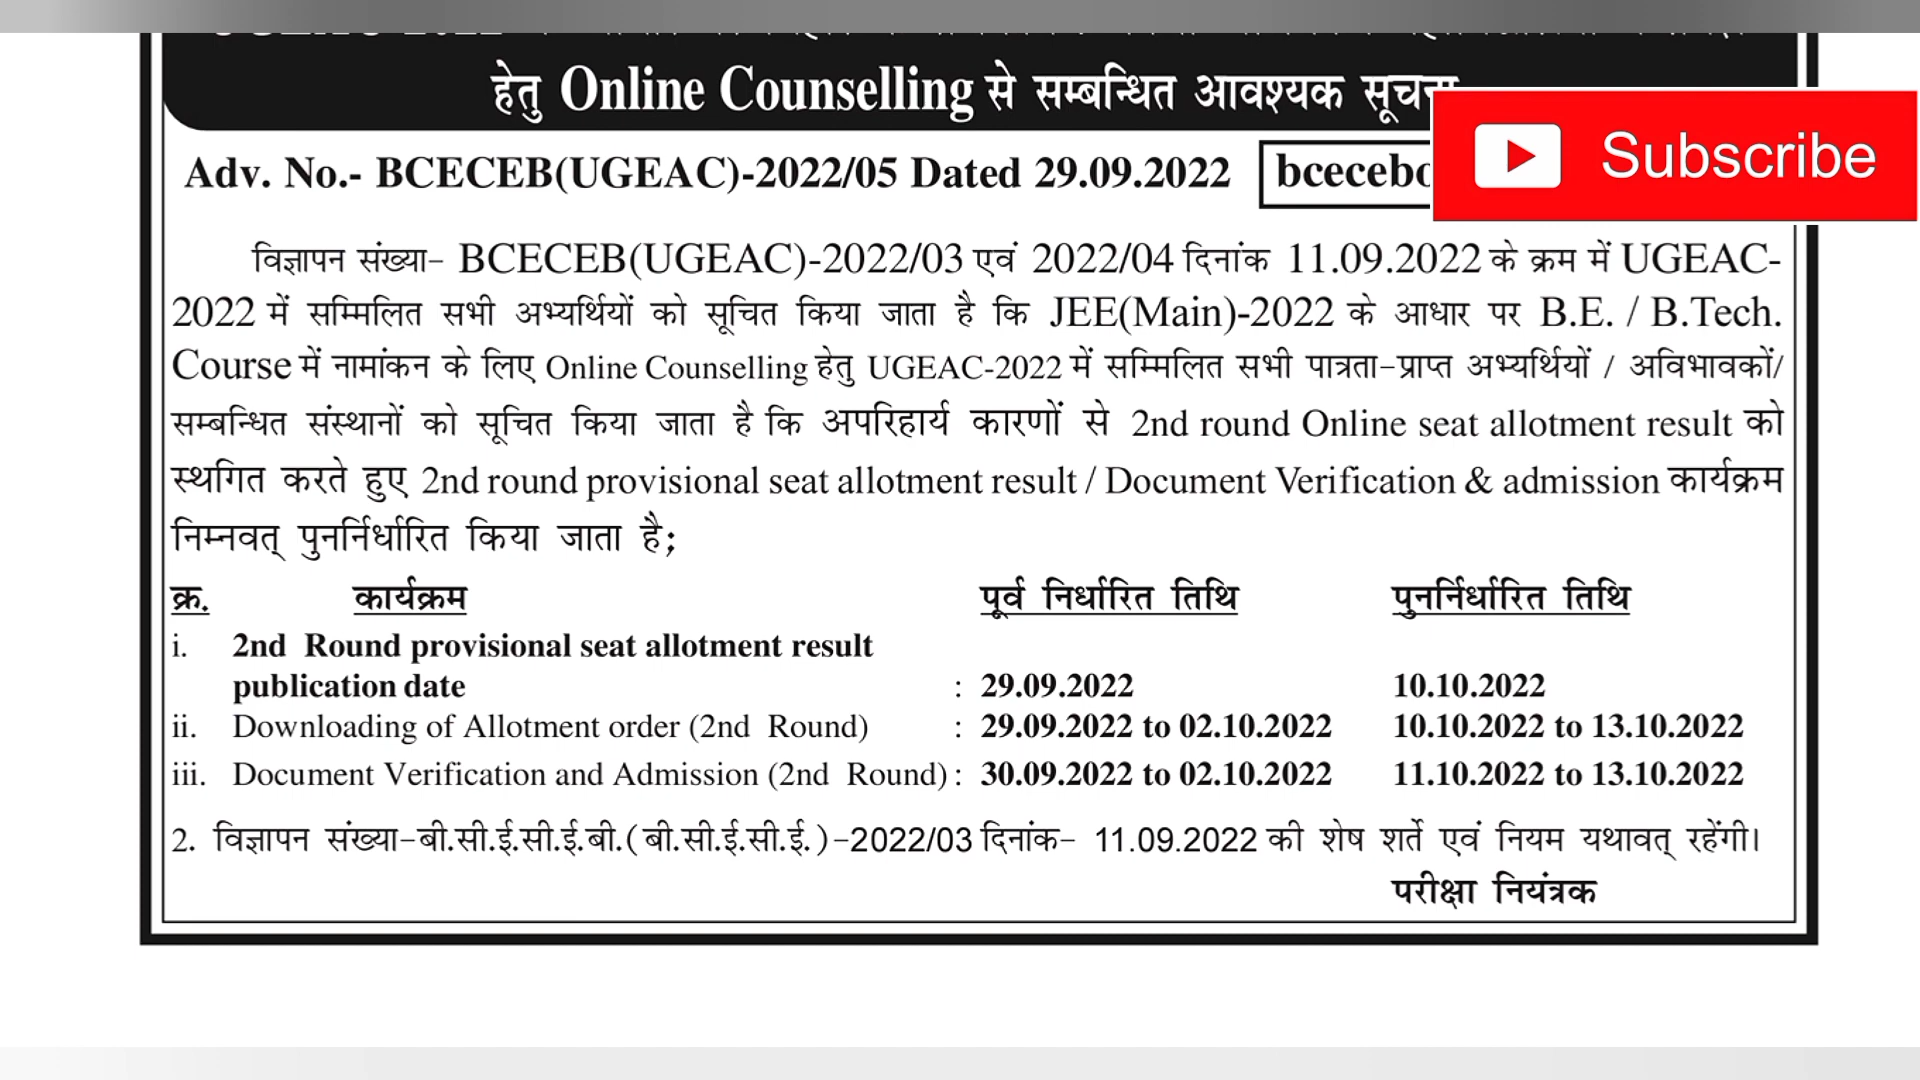 हेतु Online Counselling से सम्बन्धित आवश्यक सूचना
Subscribe
Adv. No.- BCECEB(UGEAC)-2022/05 Dated 29.09.2022
विज्ञापन संख्या- BCECEB(UGEAC)-2022/03 एवं 2022/04 दिनांक 11.09.2022 के क्रम में UGEAC-
2022 में सम्मिलित सभी अभ्यर्थियों को सूचित किया जाता है कि JEE(Main)-2022 के आधार पर B.E. / B.Tech.
Course में नामांकन के लिए Online Counselling हेतु UGEAC-2022 में सम्मिलित सभी पात्रता-प्राप्त अभ्यर्थियों / अविभावकों/
सम्बन्धित संस्थानों को सूचित किया जाता है कि अपरिहार्य कारणों से 2nd round Online seat allotment result को
स्थगित करते हुए 2nd round provisional seat allotment result / Document Verification & admission कार्यक्रम
निम्नवत् पुनर्निर्धारित किया जाता है;
क्र. कार्यक्रम पूर्व निर्धारित तिथि पुनर्निर्धारित तिथि
i. 2nd Round provisional seat allotment result
publication date : 29.09.2022 10.10.2022
ii. Downloading of Allotment order (2nd Round) : 29.09.2022 to 02.10.2022 10.10.2022 to 13.10.2022
iii. Document Verification and Admission (2nd Round) : 30.09.2022 to 02.10.2022 11.10.2022 to 13.10.2022
2. विज्ञापन संख्या-बी.सी.ई.सी.ई.बी.(बी.सी.ई.सी.ई.)-2022/03 दिनांक- 11.09.2022 की शेष शर्ते एवं नियम यथावत् रहेंगी।
परीक्षा नियंत्रक